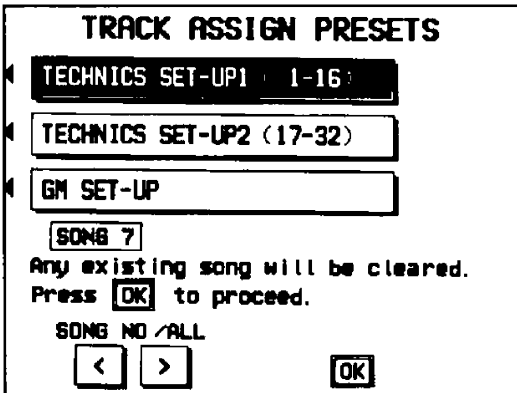 TRACK ASSIGN PRESETS
TECHNICS SET-UP1 ( 1-16)
TECHNICS SET-UP2 (17-32)
GM SET-UP
SONG 7
Any existing song will be cleared.
Press OK to proceed.
SONG NO/ALL
< > OK